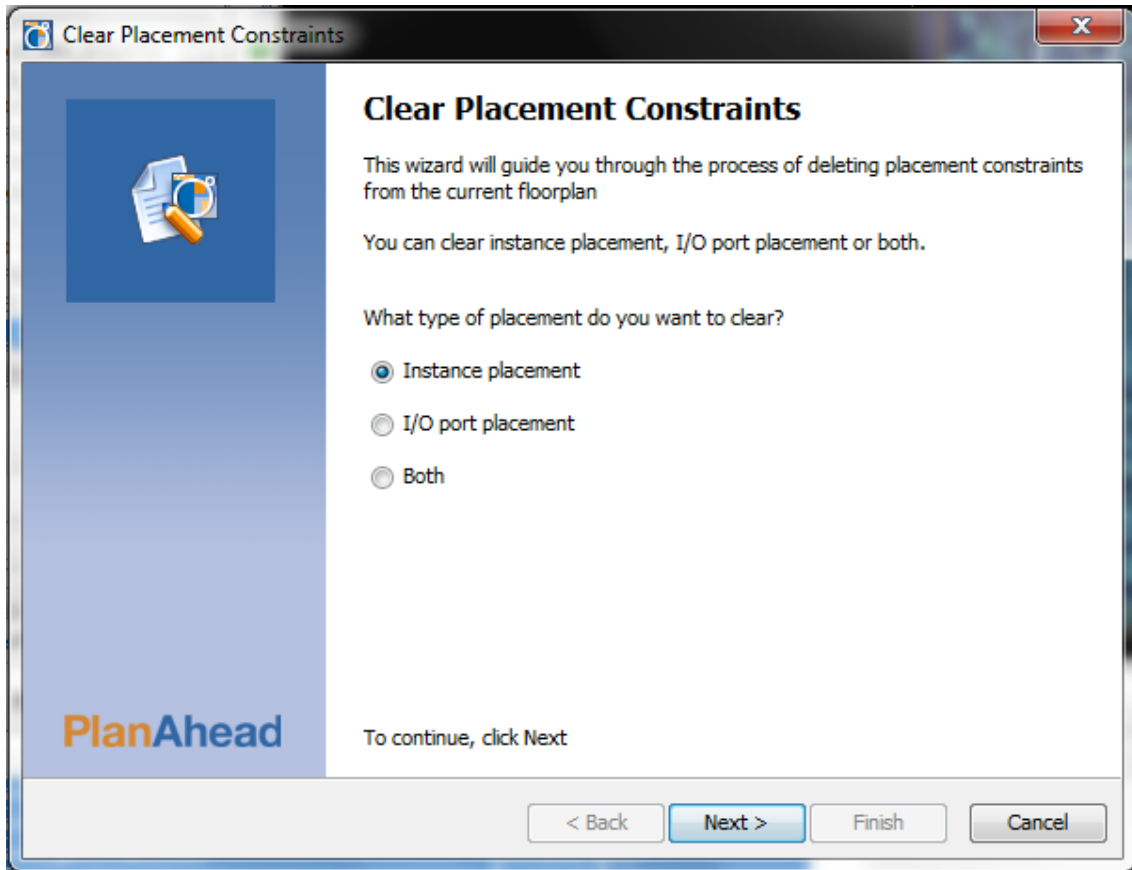 Clear Placement Constraints
X
Clear Placement Constraints
This wizard will guide you through the process of deleting placement constraints
from the current floorplan
You can clear instance placement, I/O port placement or both.
What type of placement do you want to clear?
Instance placement
I/O port placement
Both
PlanAhead
To continue, click Next
< Back
Next >
Finish
Cancel